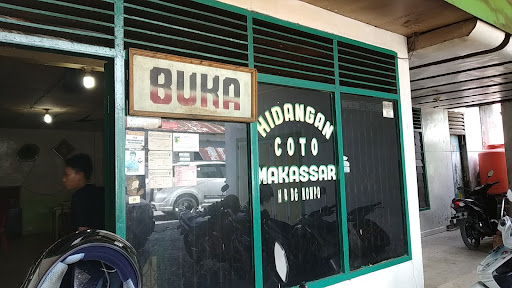 BUKA
HIDANGAN
COTO
MAKASSAR